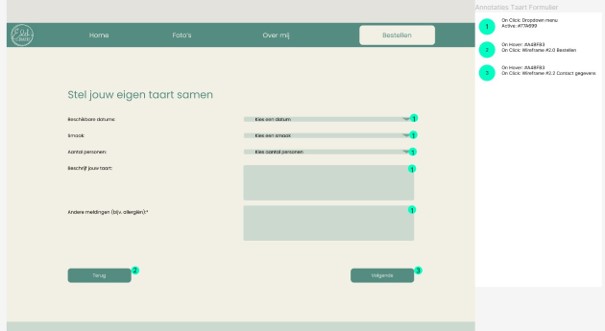 Annotaties Taart Formulier
Home Foto's Over mij Bestellen
1 On Click: Dropdown menu
Active: #77A699
2 On Hover: #A4BFB3
On Click: Wireframe #2.0 Bestellen
3 On Hover: #A4BFB3
On Click: Wireframe #2.2 Contact gegevens
Stel jouw eigen taart samen
Beschikbare datums: Kies een datum 1
Smaak: Kies een smaak 1
Aantal personen: Kies aantal personen 1
Beschrijf jouw taart: 1
Andere meldingen (bijv. allergiën):* 1
Terug 2 Volgende 3